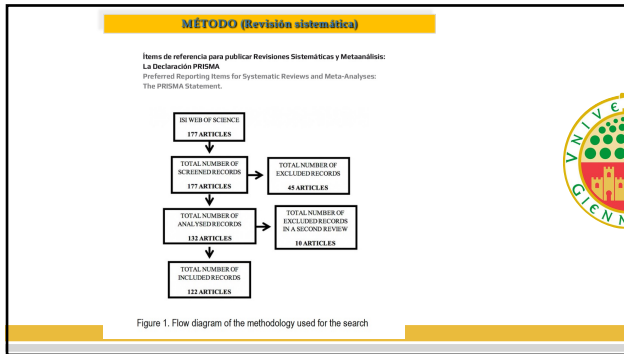 MÉTODO (Revisión sistemática)
Ítems de referencia para publicar Revisiones Sistemáticas y Metaanálisis:
La Declaración PRISMA
Preferred Reporting Items for Systematic Reviews and Meta-Analyses:
The PRISMA Statement.
ISI WEB OF SCIENCE
177 ARTICLES
TOTAL NUMBER OF
SCREENED RECORDS
177 ARTICLES
TOTAL NUMBER OF
EXCLUDED RECORDS
45 ARTICLES
TOTAL NUMBER OF
ANALYSED RECORDS
132 ARTICLES
TOTAL NUMBER OF
EXCLUDED RECORDS
IN A SECOND REVIEW
10 ARTICLES
TOTAL NUMBER OF
INCLUDED RECORDS
122 ARTICLES
Figure 1. Flow diagram of the methodology used for the search